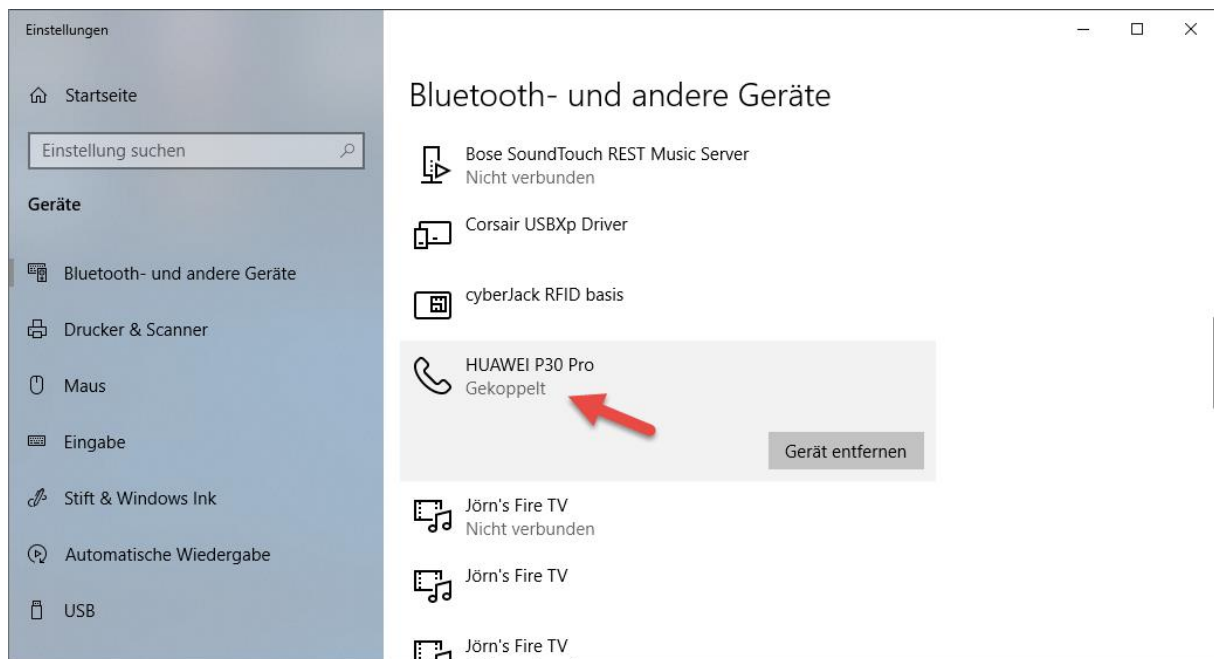 Einstellungen
Startseite
Einstellung suchen
Geräte
Bluetooth- und andere Geräte
Drucker & Scanner
Maus
Eingabe
Stift & Windows Ink
Automatische Wiedergabe
USB
Bluetooth- und andere Geräte
Bose SoundTouch REST Music Server
Nicht verbunden
Corsair USBXp Driver
cyberJack RFID basis
HUAWEI P30 Pro
Gekoppelt
Gerät entfernen
Jörn's Fire TV
Nicht verbunden
Jörn's Fire TV
Jörn's Fire TV